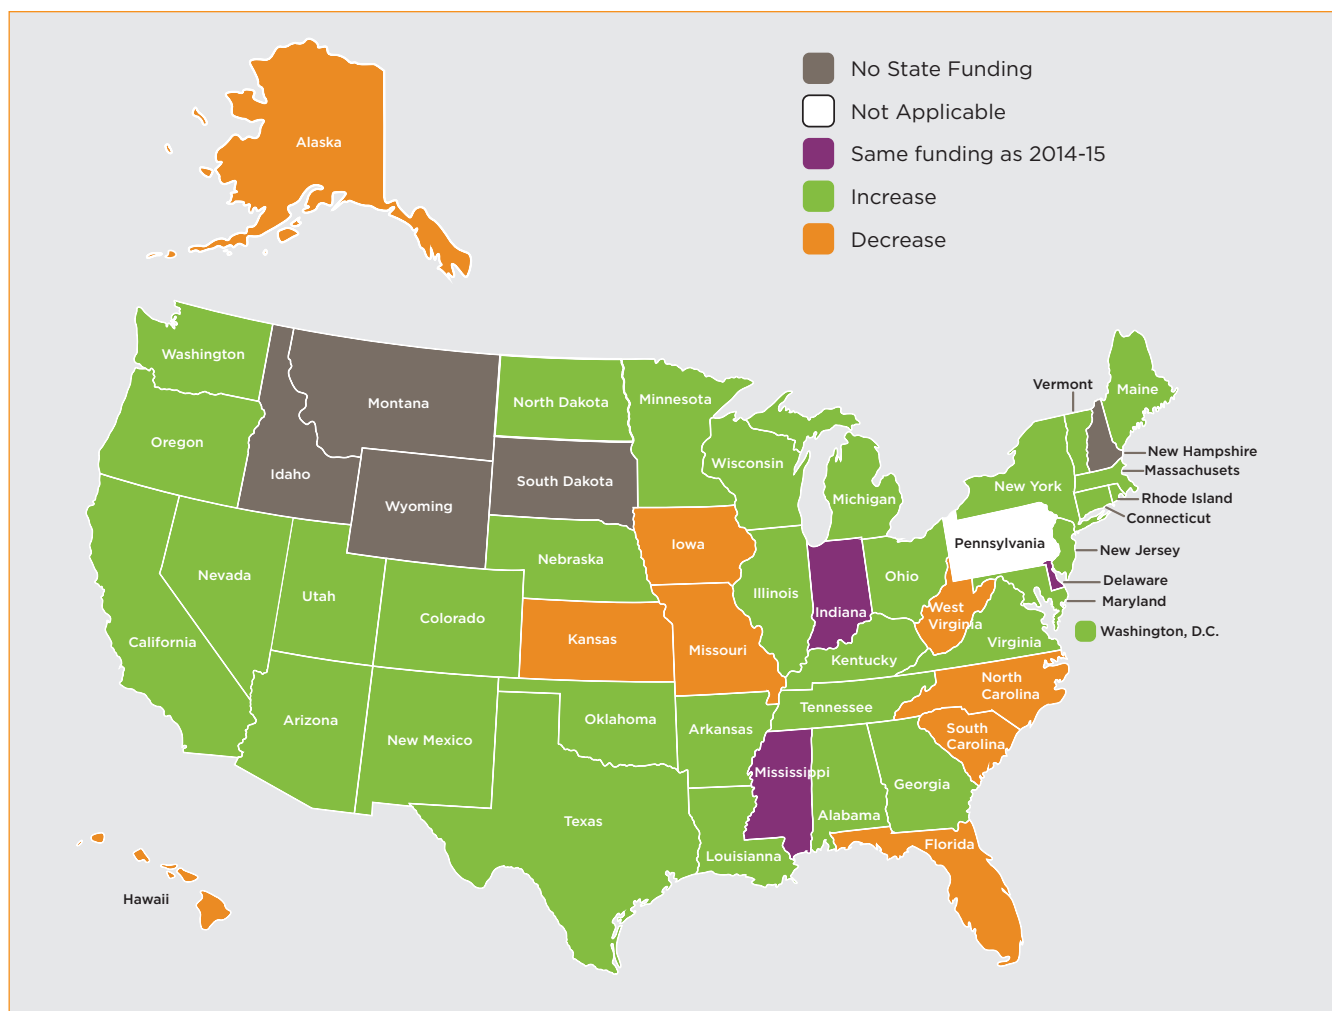 No State Funding
Not Applicable
Same funding as 2014-15
Increase
Decrease
Alaska
Washington
Oregon
Idaho
Montana
Wyoming
North Dakota
South Dakota
Minnesota
Wisconsin
Michigan
Vermont
Maine
New Hampshire
Massachusets
New York
Rhode Island
Connecticut
Pennsylvania
New Jersey
Delaware
Maryland
Washington, D.C.
Nebraska
Iowa
Illinois
Indiana
Ohio
West
Virginia
Virginia
Nevada
Utah
Colorado
California
Kansas
Missouri
Kentucky
North
Carolina
Tennessee
South
Carolina
Arizona
New Mexico
Oklahoma
Arkansas
Mississippi
Alabama
Georgia
Texas
Louisianna
Florida
Hawaii